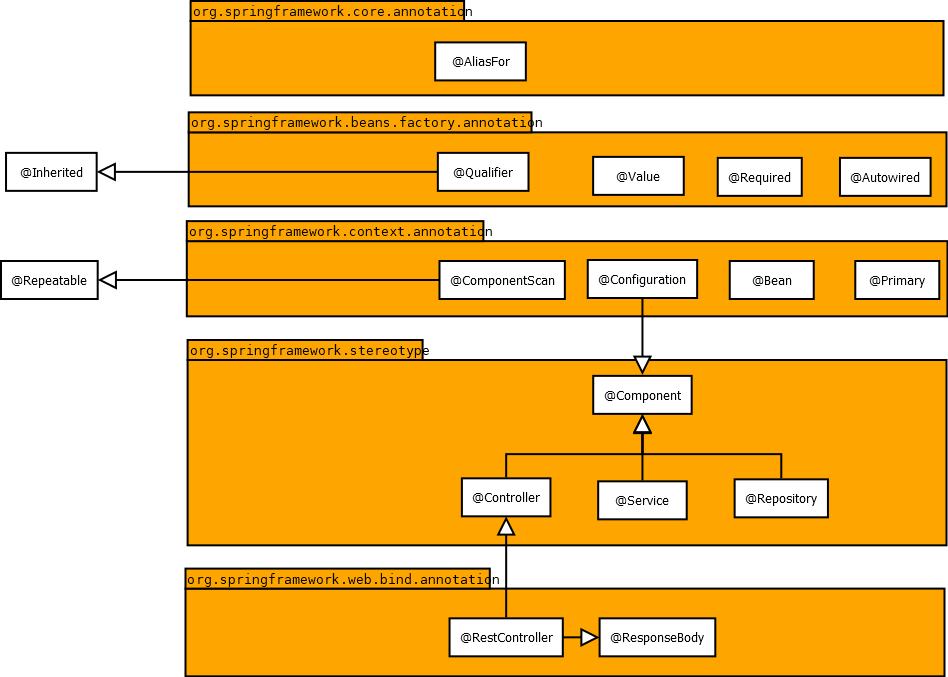 org.springframework.core.annotation
@AliasFor
org.springframework.beans.factory.annotation
@Inherited
@Qualifier
@Value
@Required
@Autowired
org.springframework.context.annotation
@Repeatable
@ComponentScan
@Configuration
@Bean
@Primary
org.springframework.stereotype
@Component
@Controller
@Service
@Repository
org.springframework.web.bind.annotation
@RestController
@ResponseBody